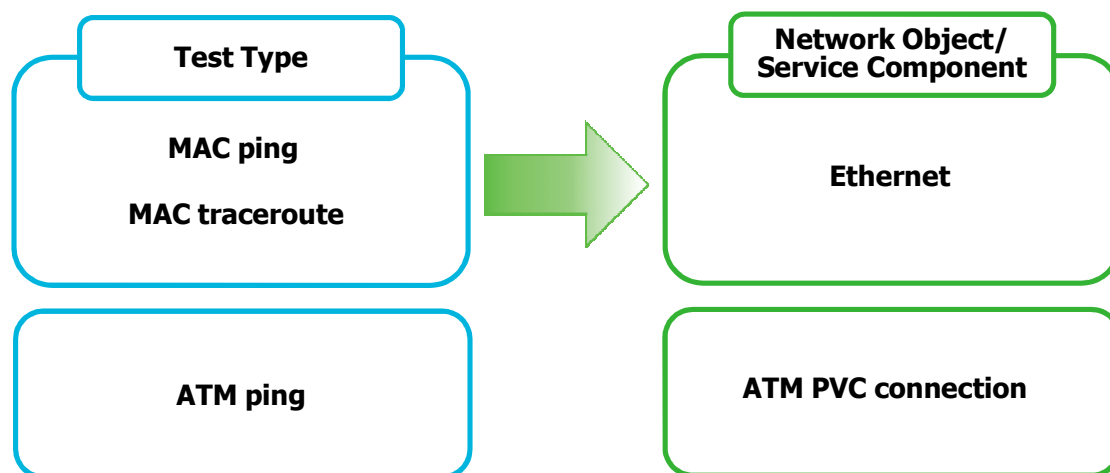 Test Type
MAC ping
MAC traceroute
Network Object/
Service Component
Ethernet
ATM ping
ATM PVC connection